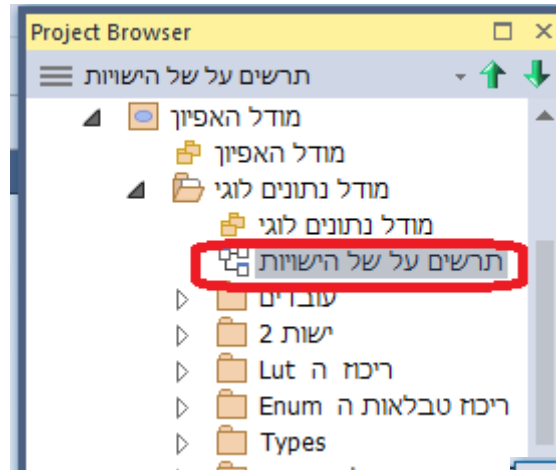 Project Browser
תרשים על של הישויות
מודל האפיון
מודל האפיון
מודל נתונים לוגי
מודל נתונים לוגי
תרשים על של הישויות
עובדים
ישות 2
ריכוז ה Lut
ריכוז טבלאות ה Enum
Types